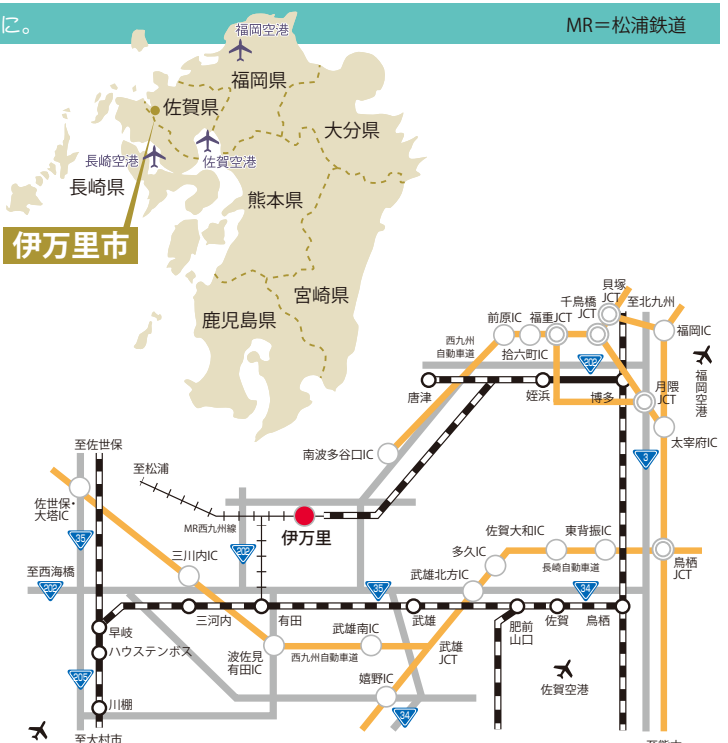 に。
MR＝松浦鉄道
福岡空港
福岡県
佐賀県
大分県
長崎空港
佐賀空港
長崎県
熊本県
伊万里市
宮崎県
鹿児島県
貝塚
JCT
千鳥橋
JCT
至北九州
前原IC
福重JCT
福岡IC
西九州
自動車道
拾六町IC
202
福岡空港
唐津
姪浜
博多
月隈
JCT
太宰府IC
3
至佐世保
南波多谷口IC
至松浦
佐世保・
大塔IC
MR西九州線
伊万里
35
202
三川内IC
佐賀大和IC
東背振IC
多久IC
長崎自動車道
鳥栖
JCT
至西海橋
202
武雄北方IC
35
34
三河内
有田
武雄
肥前
山口
佐賀
鳥栖
早岐
ハウステンボス
武雄南IC
波佐見
有田IC
西九州自動車道
武雄
JCT
205
嬉野IC
佐賀空港
川棚
34
至大村市